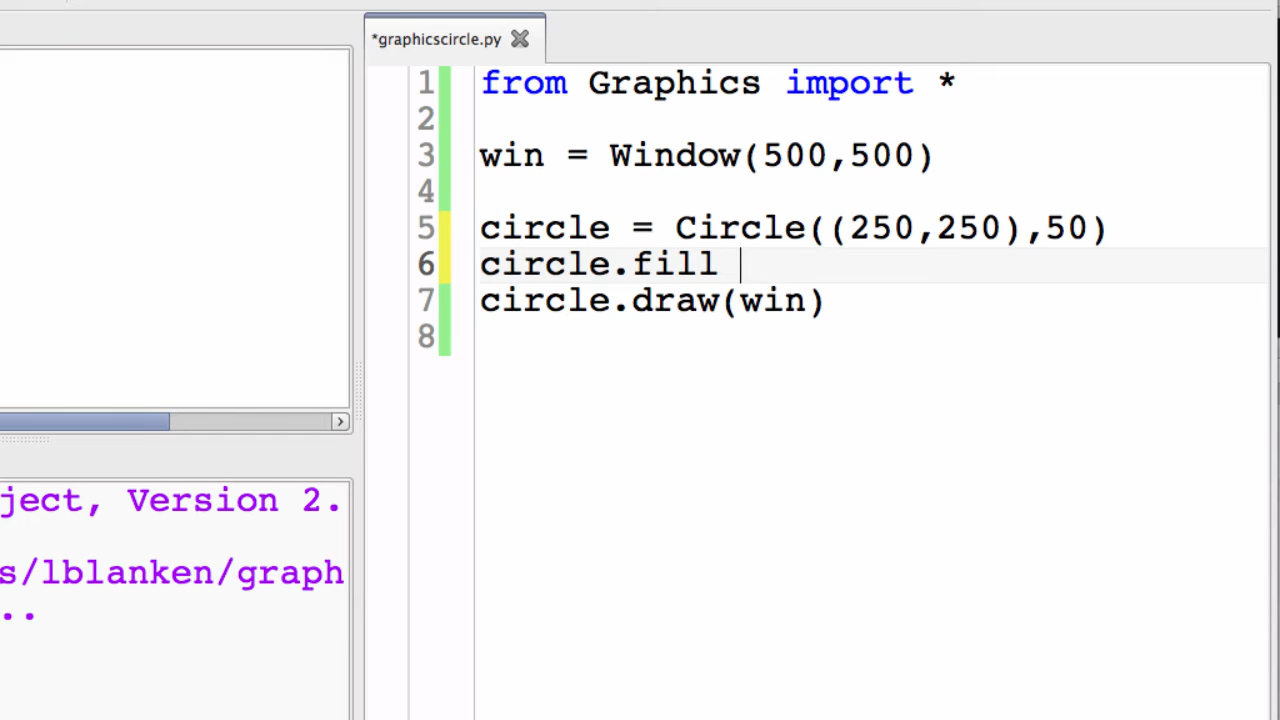 *graphicscircle.py
1 from Graphics import *
2
3 win = Window(500,500)
4
5 circle = Circle((250,250),50)
6 circle.fill
7 circle.draw(win)
8
ject, Version 2.
s/lblanken/graph
..